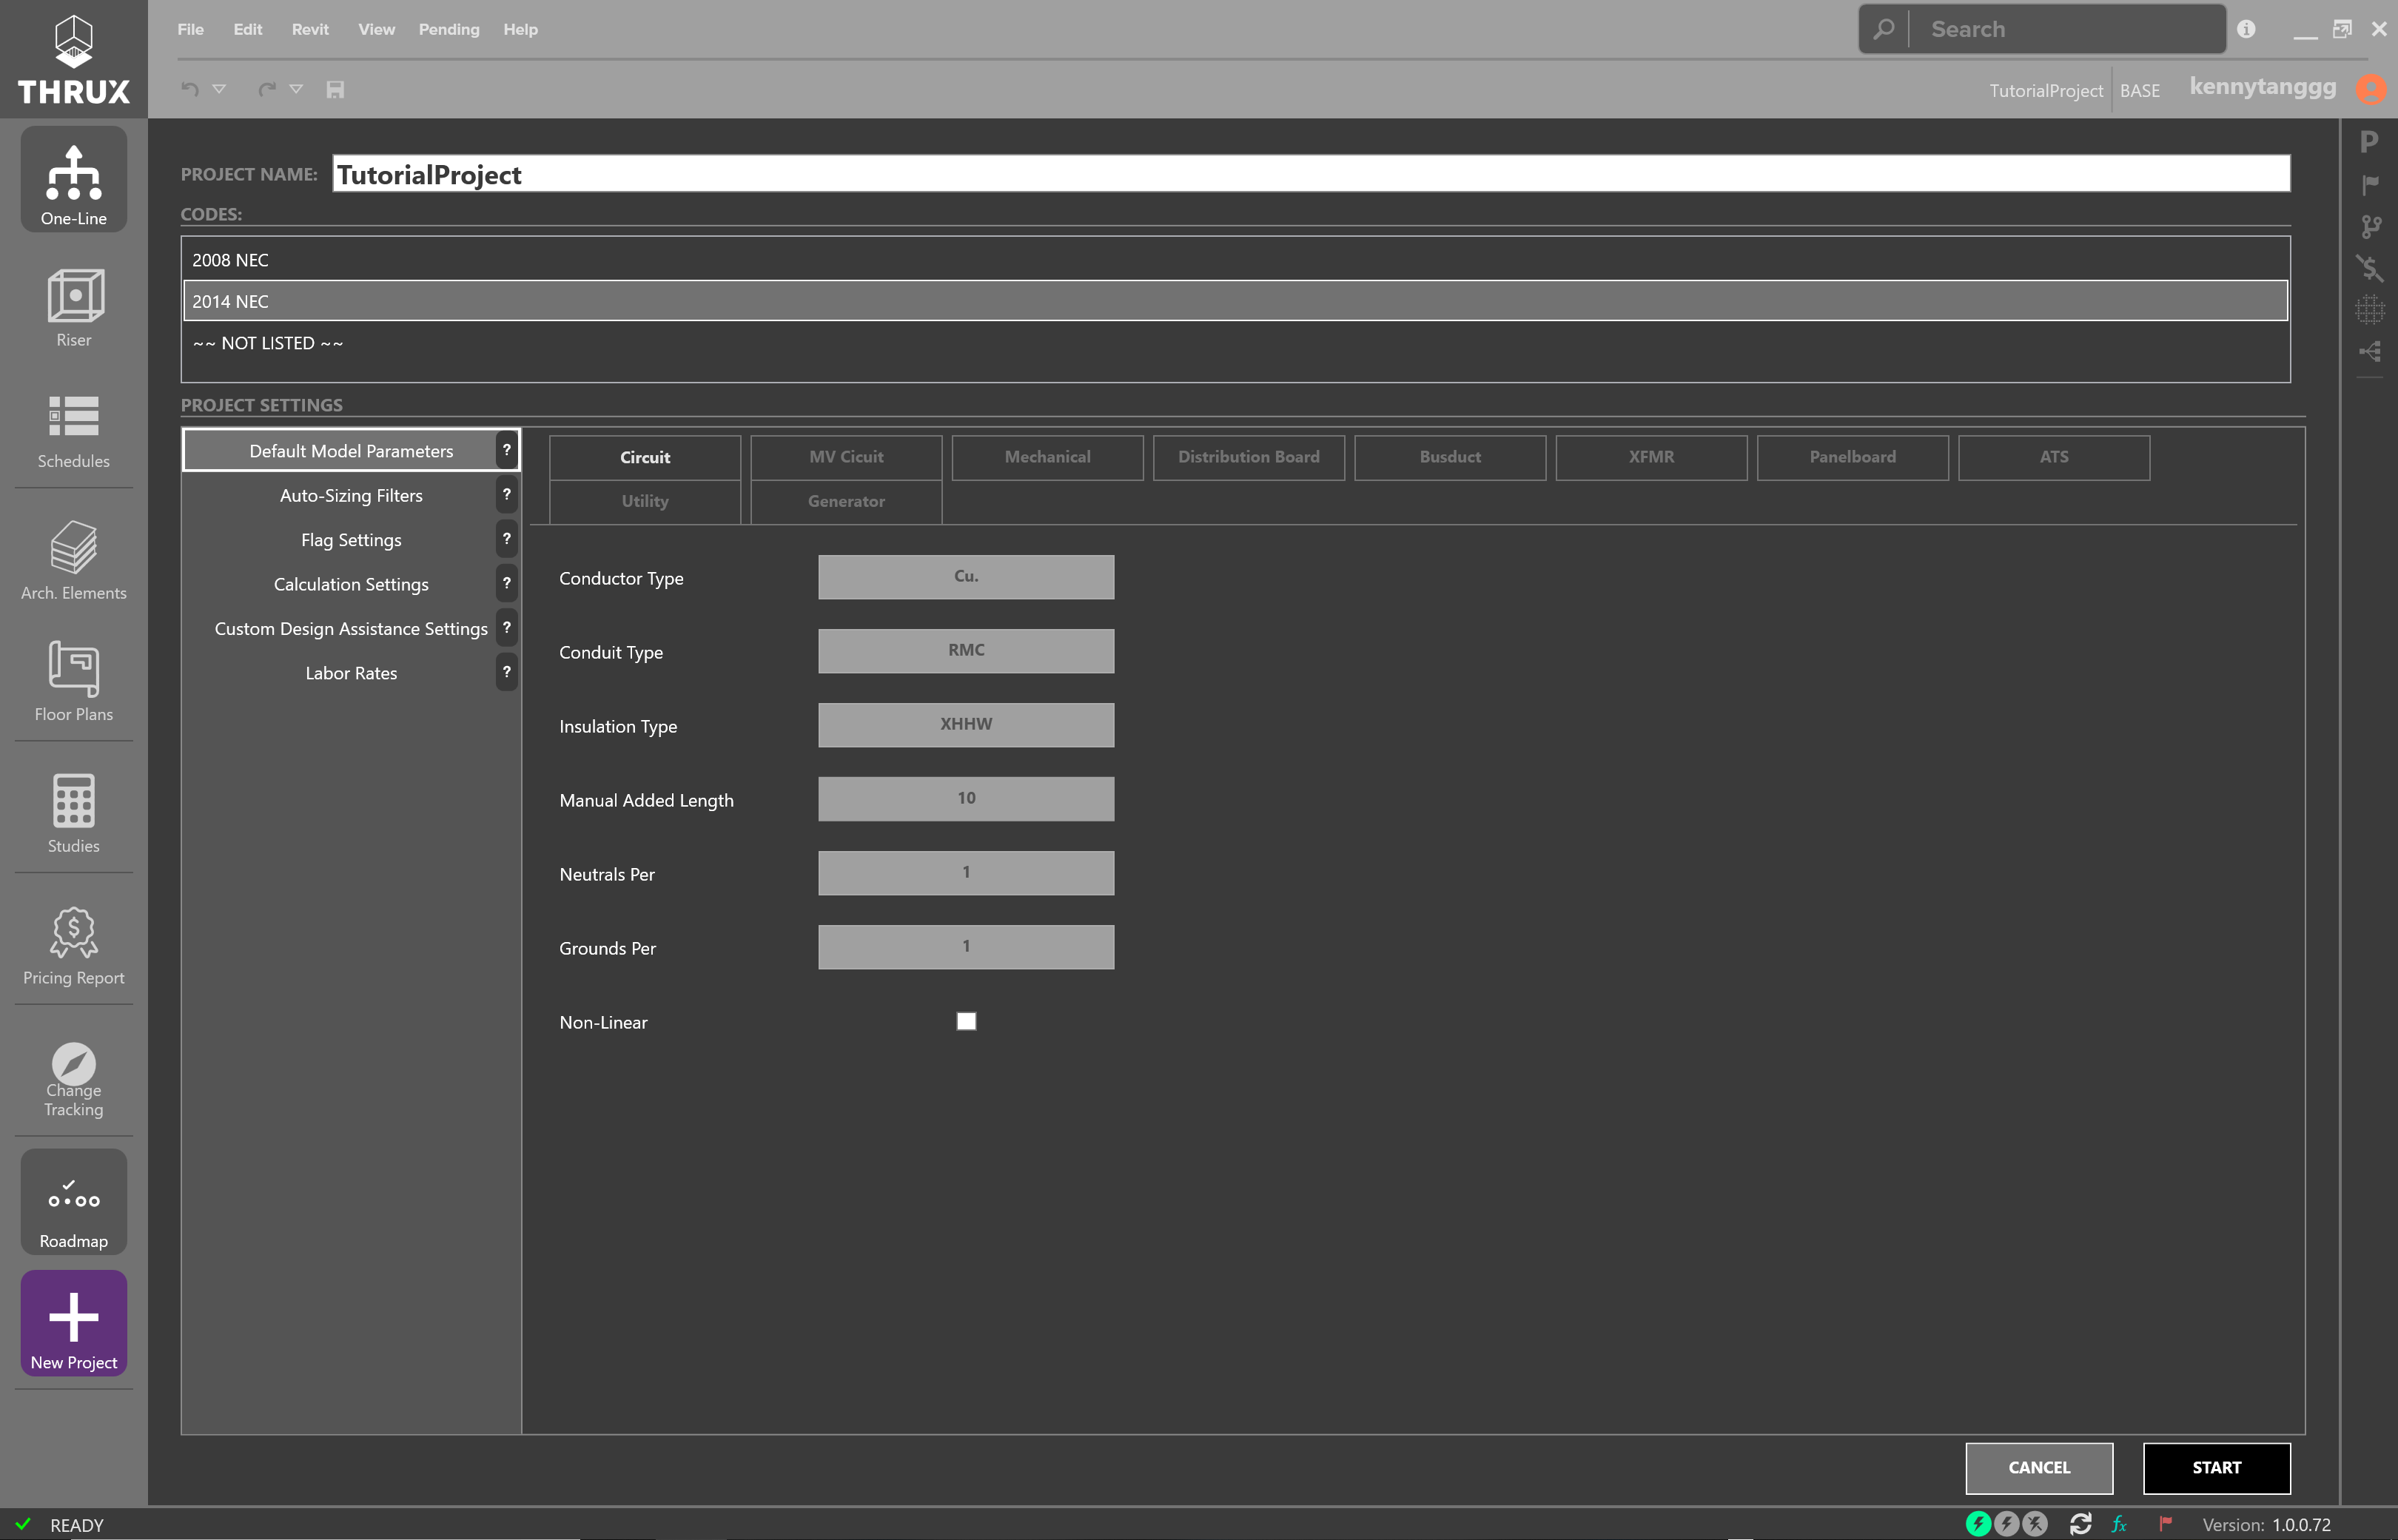 THRUX
File Edit Revit View Pending Help
Search
TutorialProject BASE kennytanggg
One-Line
Riser
Schedules
Arch. Elements
Floor Plans
Studies
Pricing Report
Change
Tracking
Roadmap
New Project
PROJECT NAME: TutorialProject
CODES:
2008 NEC
2014 NEC
~~ NOT LISTED ~~
PROJECT SETTINGS
Default Model Parameters ?
Auto-Sizing Filters ?
Flag Settings ?
Calculation Settings ?
Custom Design Assistance Settings ?
Labor Rates ?
Circuit MV Cicuit Mechanical Distribution Board Busduct XFMR Panelboard ATS
Utility Generator
Conductor Type Cu.
Conduit Type RMC
Insulation Type XHHW
Manual Added Length 10
Neutrals Per 1
Grounds Per 1
Non-Linear
CANCEL START
P
READY
fx Version: 1.0.0.72